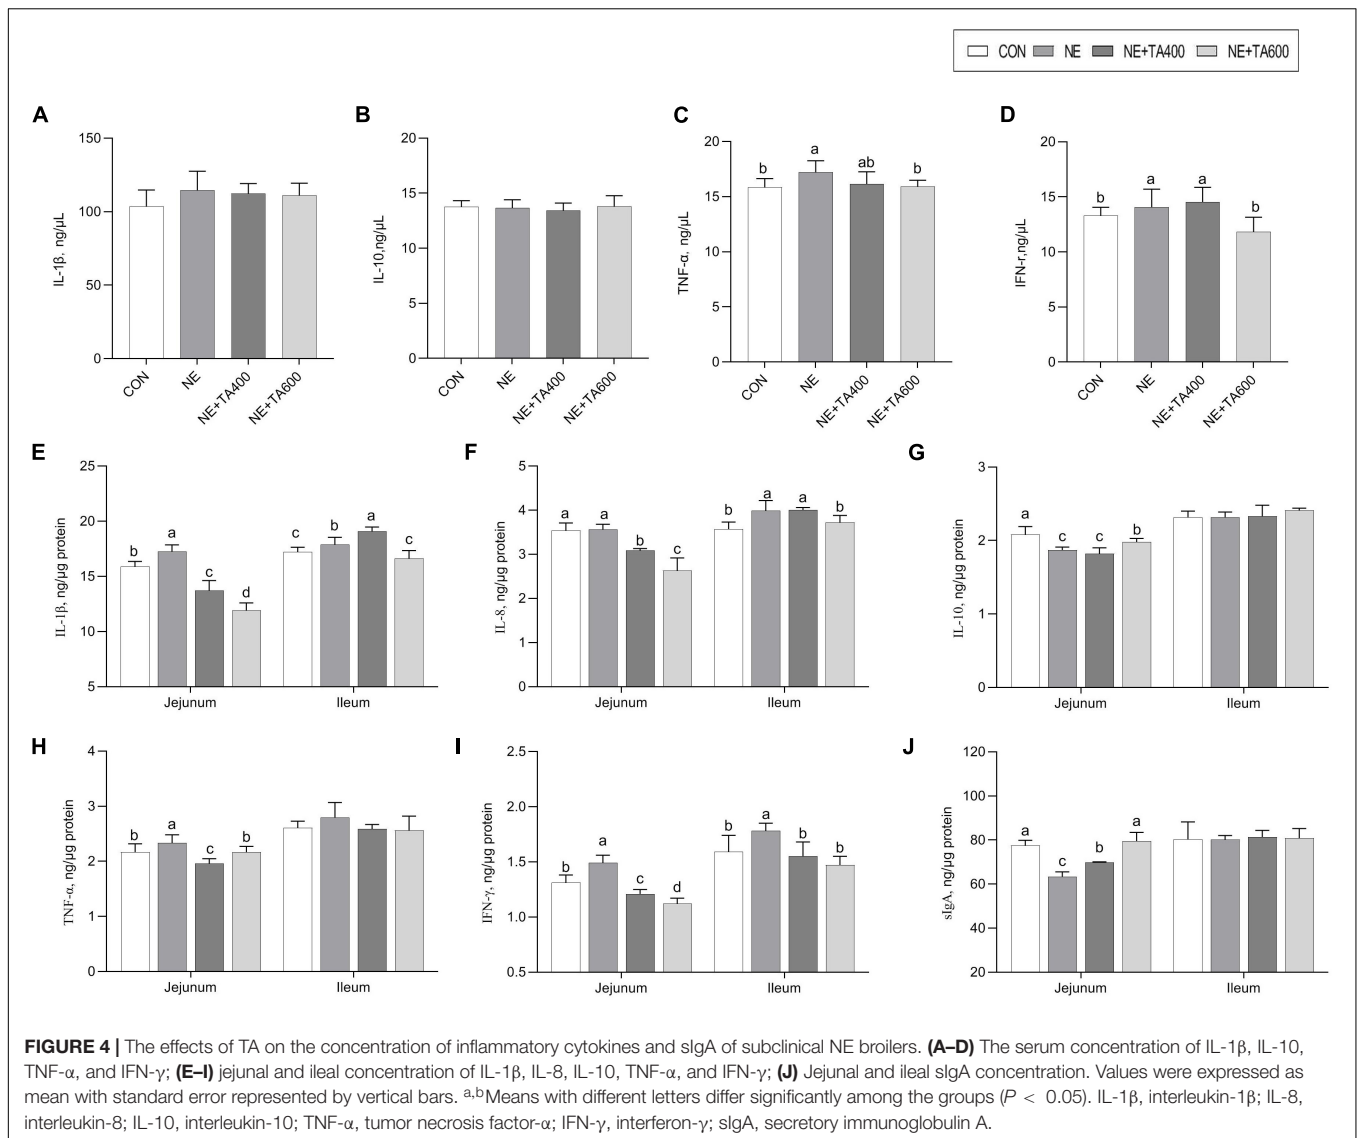 CON NE NE+TA400 NE+TA600
A B C D
150
100
50
0
IL-1β, ng/μL
CON NE NE+TA400 NE+TA600
20
15
10
5
0
IL-10,ng/μL
CON NE NE+TA400 NE+TA600
20
15
10
5
0
TNF-α, ng/μL
b a ab b
CON NE NE+TA400 NE+TA600
20
15
10
5
0
IFN-r,ng/μL
b a a b
CON NE NE+TA400 NE+TA600
E F G
25
20
15
10
5
IL-1β, ng/μg protein
b a c d c b a c
Jejunum Ileum
5
4
3
2
1
0
IL-8, ng/μg protein
a a b c b a a b
Jejunum Ileum
3
2
1
0
IL-10, ng/μg protein
a c c b
Jejunum Ileum
H I J
4
3
2
1
0
TNF-α, ng/μg protein
b a c b
Jejunum Ileum
2.5
2.0
1.5
1.0
0.5
IFN-γ, ng/μg protein
b a c d b a b b
Jejunum Ileum
120
100
80
60
40
20
sIgA, ng/μg protein
a c b a
Jejunum Ileum
FIGURE 4 | The effects of TA on the concentration of inflammatory cytokines and sIgA of subclinical NE broilers. (A–D) The serum concentration of IL-1β, IL-10,
TNF-α, and IFN-γ; (E–I) jejunal and ileal concentration of IL-1β, IL-8, IL-10, TNF-α, and IFN-γ; (J) Jejunal and ileal sIgA concentration. Values were expressed as
mean with standard error represented by vertical bars. a,bMeans with different letters differ significantly among the groups (P < 0.05). IL-1β, interleukin-1β; IL-8,
interleukin-8; IL-10, interleukin-10; TNF-α, tumor necrosis factor-α; IFN-γ, interferon-γ; sIgA, secretory immunoglobulin A.